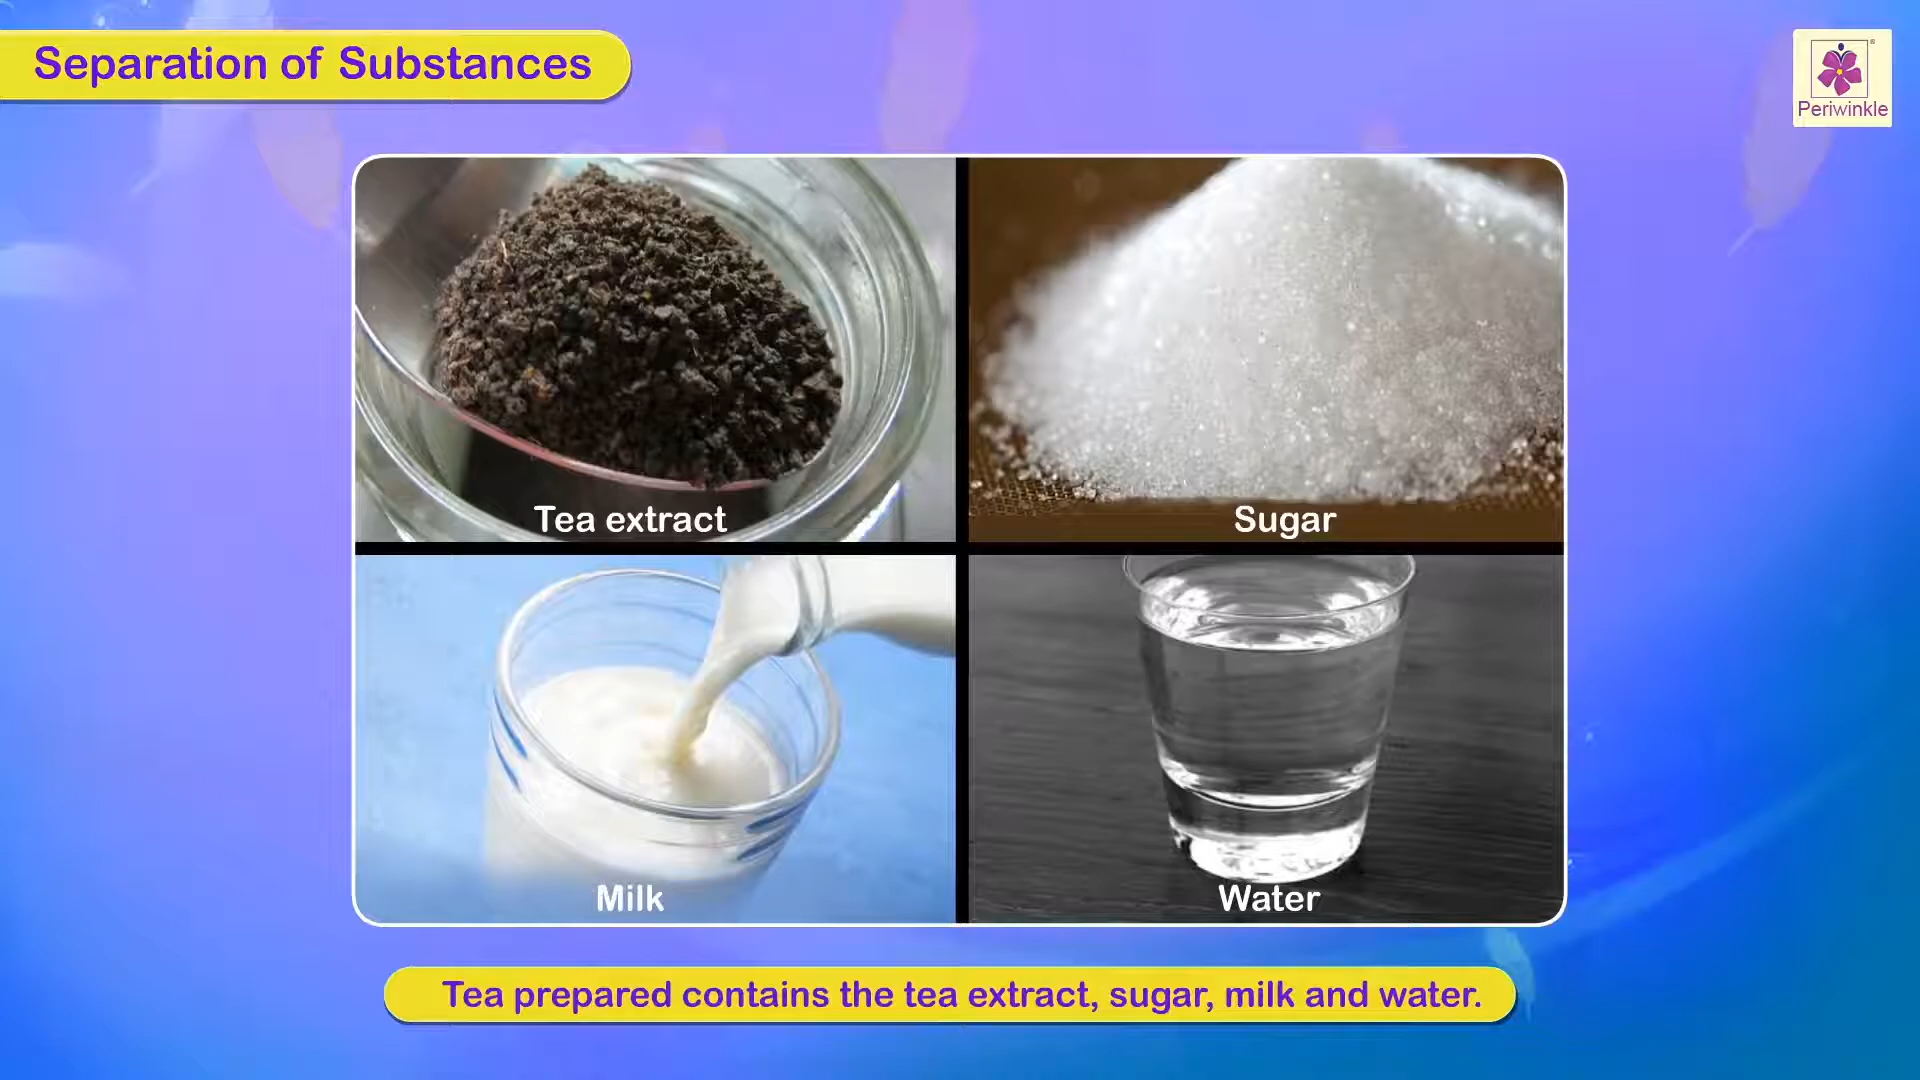 Separation of Substances
Periwinkle
Tea extract
Sugar
Milk
Water
Tea prepared contains the tea extract, sugar, milk and water.